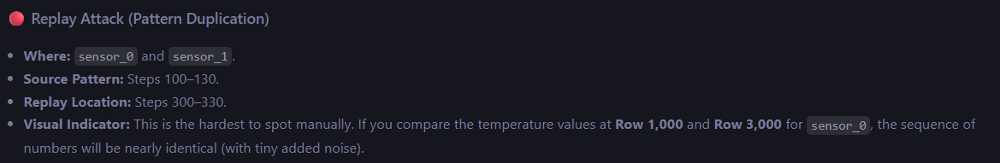 Replay Attack (Pattern Duplication)
Where: sensor_0 and sensor_1.
Source Pattern: Steps 100–130.
Replay Location: Steps 300–330.
Visual Indicator: This is the hardest to spot manually. If you compare the temperature values at Row 1,000 and Row 3,000 for sensor_0, the sequence of
numbers will be nearly identical (with tiny added noise).